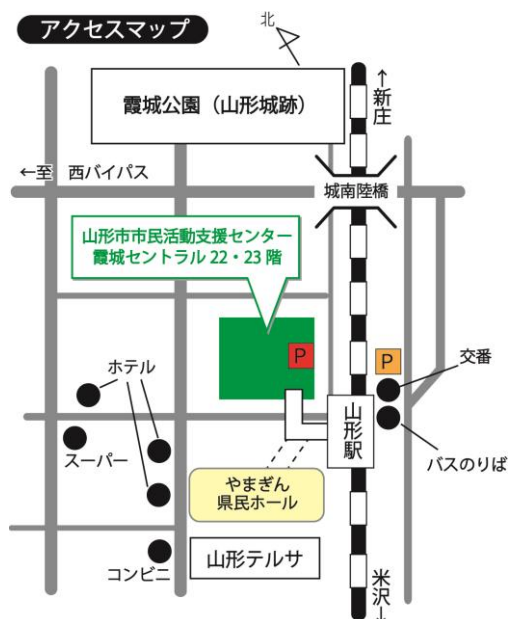 アクセスマップ
北
霞城公園（山形城跡）
↑新庄
←至　西バイパス
城南陸橋
山形市市民活動支援センター
霞城セントラル 22・23 階
P
P
交番
ホテル
山形駅
スーパー
バスのりば
やまぎん
県民ホール
山形テルサ
コンビニ
米沢↓